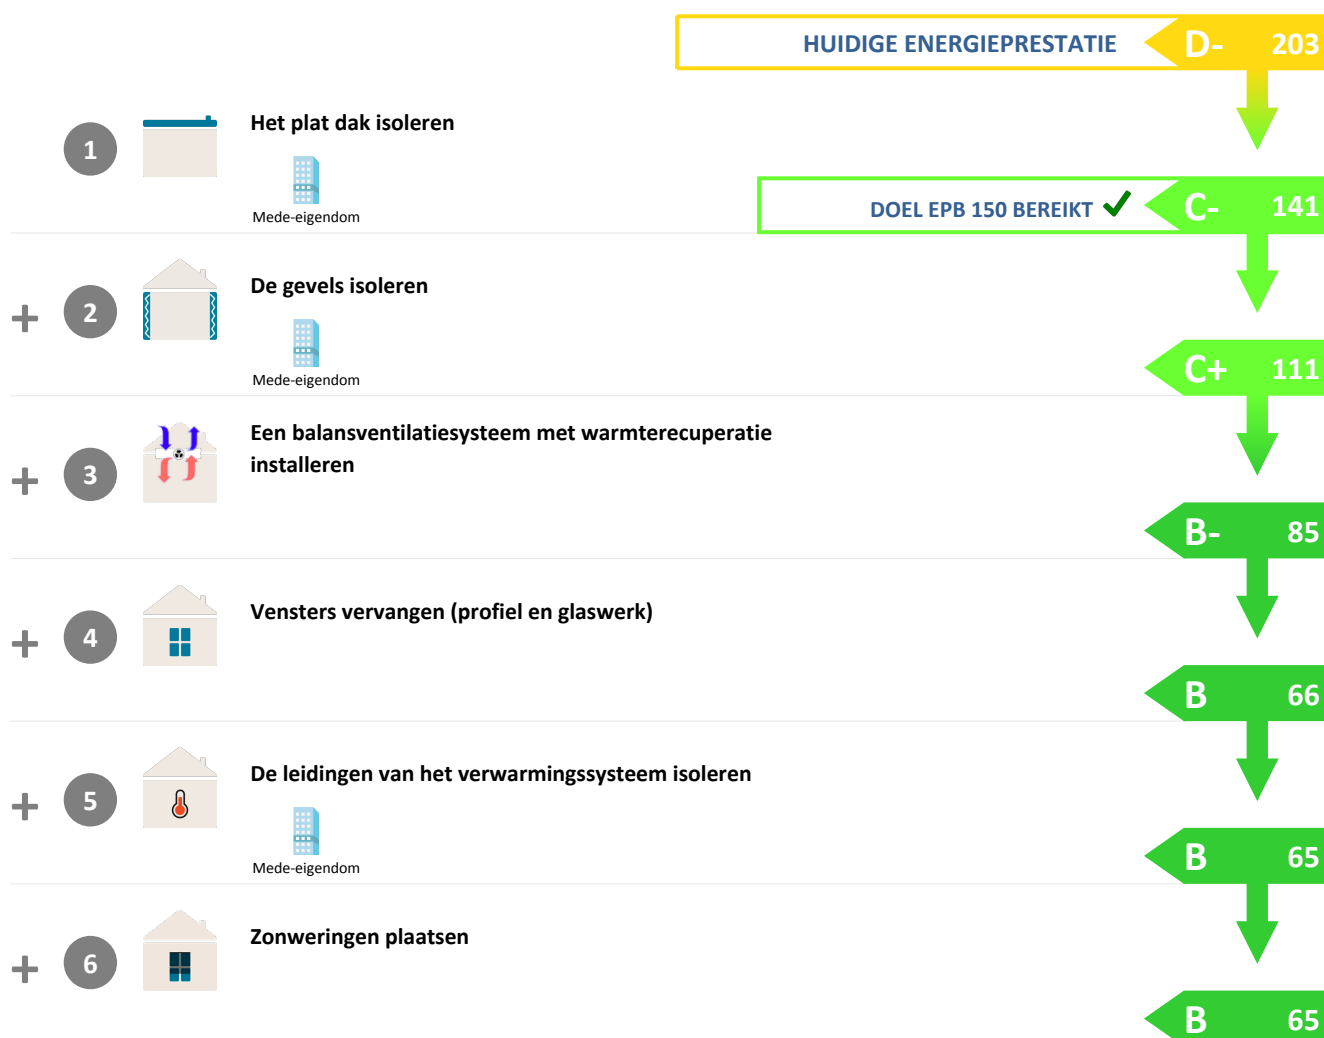 HUIDIGE ENERGIEPRESTATIE D- 203
1 Het plat dak isoleren
Mede-eigendom
DOEL EPB 150 BEREIKT ✔ C- 141
+ 2 De gevels isoleren
Mede-eigendom
C+ 111
+ 3 Een balansventilatiesysteem met warmterecuperatie
installeren
B- 85
+ 4 Vensters vervangen (profiel en glaswerk)
B 66
+ 5 De leidingen van het verwarmingssysteem isoleren
Mede-eigendom
B 65
+ 6 Zonweringen plaatsen
B 65